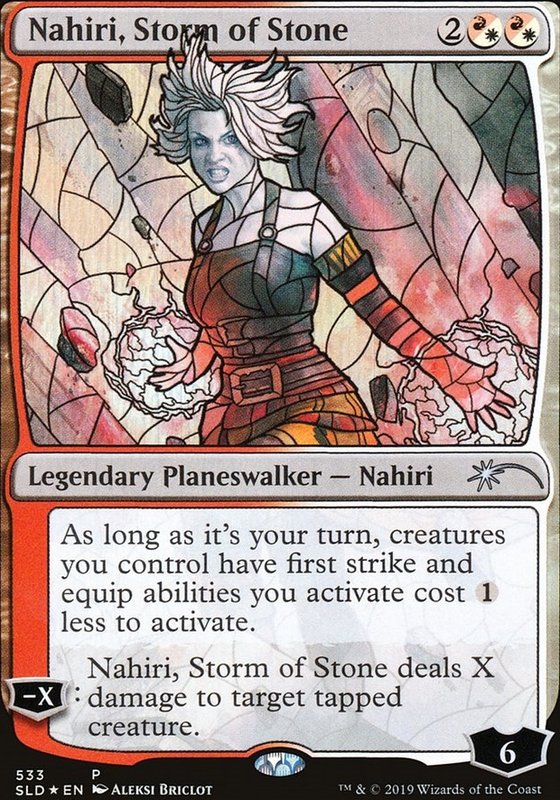 Nahiri, Storm of Stone 2
Legendary Planeswalker — Nahiri
As long as it's your turn, creatures
you control have first strike and
equip abilities you activate cost 1
less to activate.
Nahiri, Storm of Stone deals X
−X : damage to target tapped
creature.
6
533 P
SLD ★ EN Aleksi Briclot ™ & © 2019 Wizards of the Coast